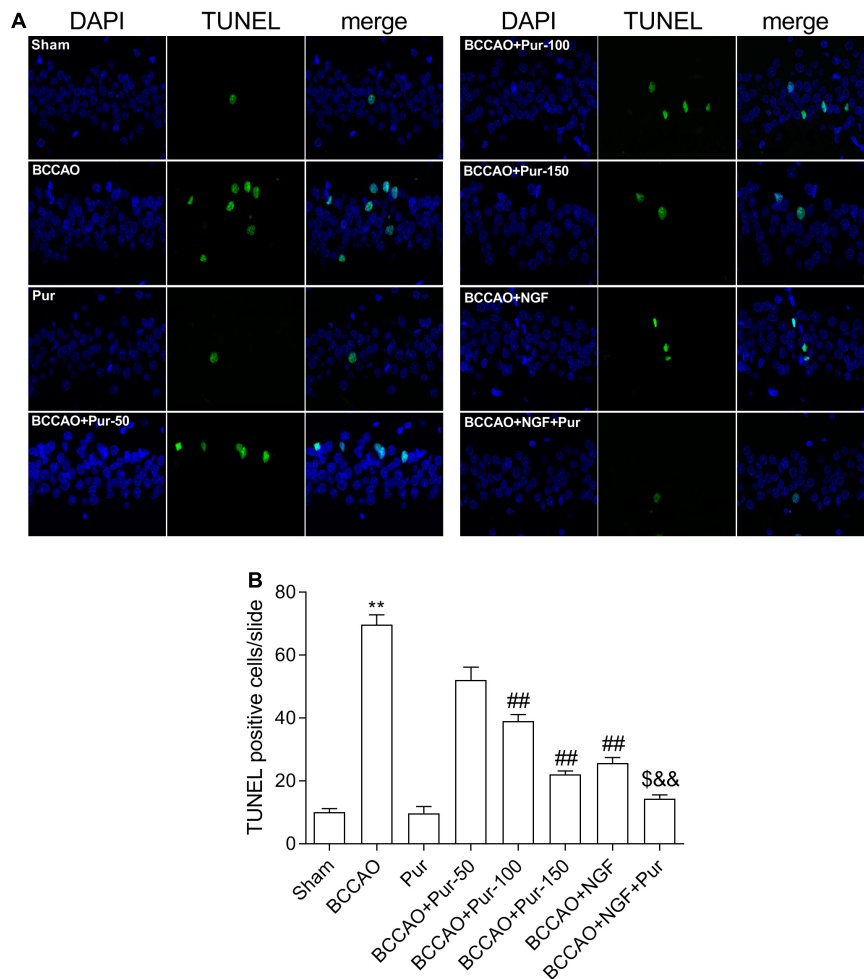 A DAPI TUNEL merge DAPI TUNEL merge
Sham BCCAO+Pur-100
BCCAO BCCAO+Pur-150
Pur BCCAO+NGF
BCCAO+Pur-50 BCCAO+NGF+Pur
B
TUNEL positive cells/slide
80
60
40
20
0
**
##
##
##
$&&
Sham
BCCAO
Pur
BCCAO+Pur-50
BCCAO+Pur-100
BCCAO+Pur-150
BCCAO+NGF
BCCAO+NGF+Pur